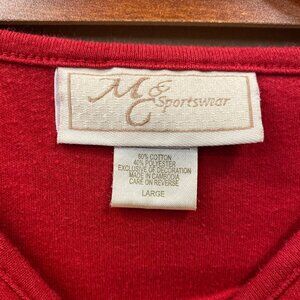 M&C Sportswear
60% COTTON
40% POLYESTER
EXCLUSIVE OF DECORATION
MADE IN CAMBODIA
CARE ON REVERSE
LARGE